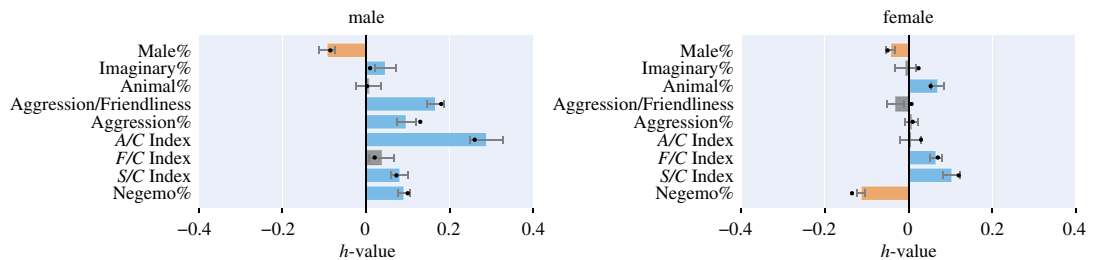 male
Male%
Imaginary%
Animal%
Aggression/Friendliness
Aggression%
A/C Index
F/C Index
S/C Index
Negemo%
−0.4 −0.2 0 0.2 0.4
h-value
female
Male%
Imaginary%
Animal%
Aggression/Friendliness
Aggression%
A/C Index
F/C Index
S/C Index
Negemo%
−0.4 −0.2 0 0.2 0.4
h-value